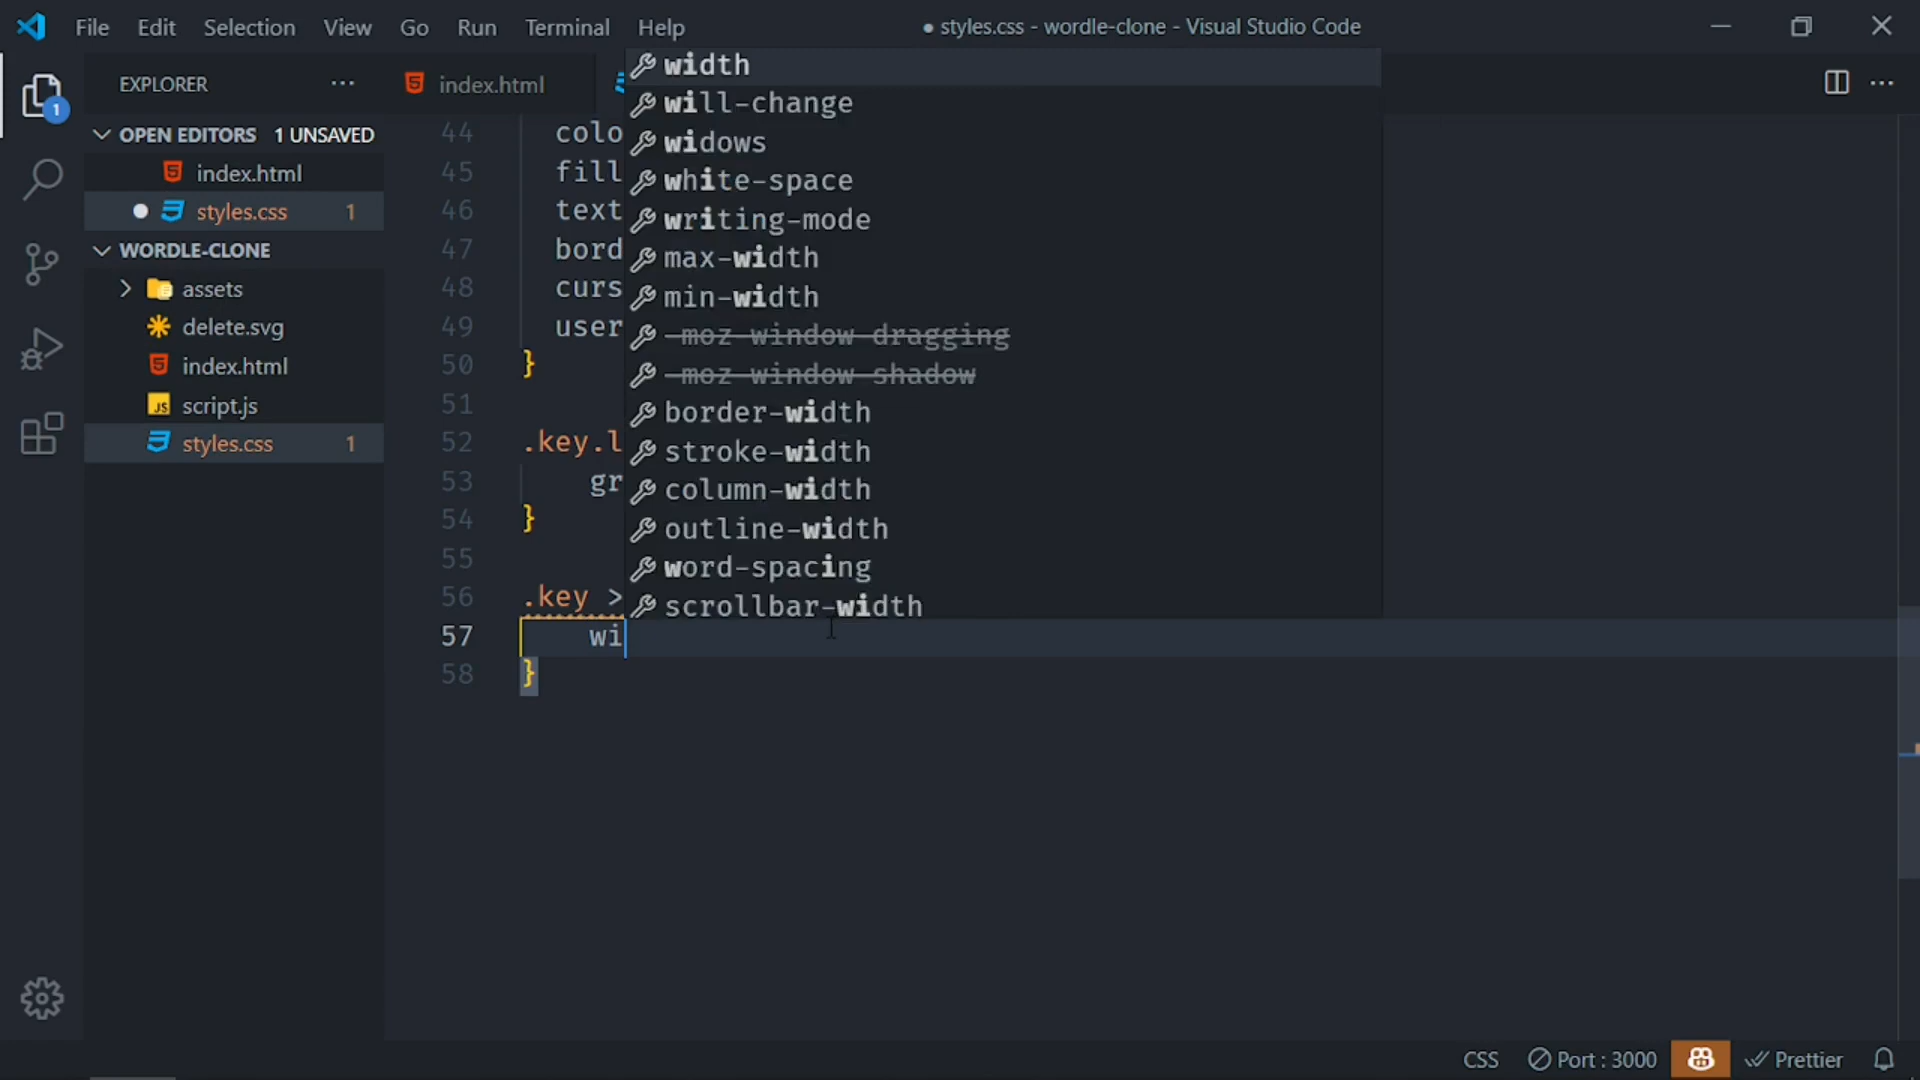 File Edit Selection View Go Run Terminal Help
● styles.css - wordle-clone - Visual Studio Code
1
EXPLORER ···
OPEN EDITORS 1 UNSAVED
index.html
styles.css 1
WORDLE-CLONE
assets
delete.svg
index.html
JS script.js
styles.css 1
index.html
44 colo
45 fill
46 text
47 bord
48 curs
49 user
50 }
51
52 .key.l
53 gr
54 }
55
56 .key >
57 wi
58 }
width
will-change
widows
white-space
writing-mode
max-width
min-width
-moz-window-dragging
-moz-window-shadow
border-width
stroke-width
column-width
outline-width
word-spacing
scrollbar-width
CSS Port : 3000 Prettier